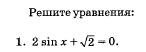 Решите уравнения:
1. 2 sin x + √2 = 0.